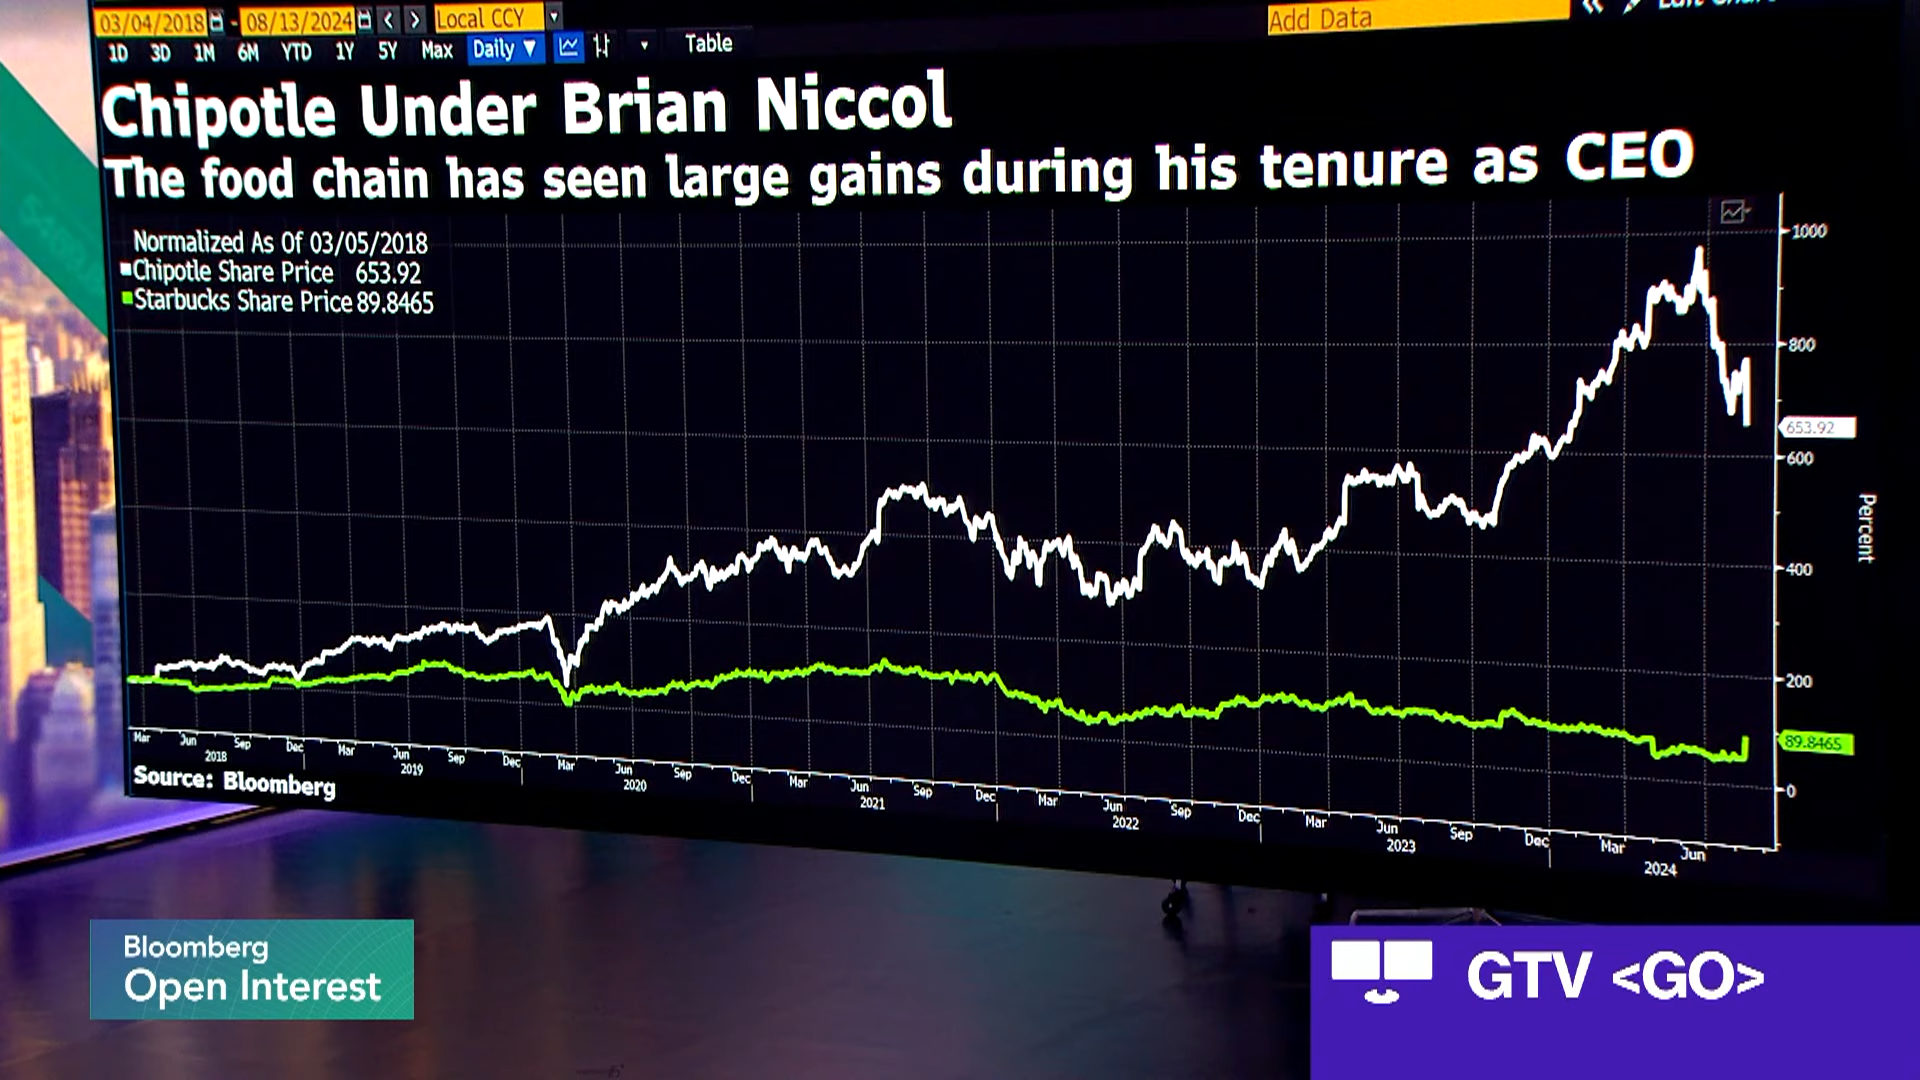 03/04/2018 - 08/13/2024 < > Local CCY Add Data
1D 3D 1M 6M YTD 1Y 5Y Max Daily ▼ Table
Chipotle Under Brian Niccol
The food chain has seen large gains during his tenure as CEO
Normalized As Of 03/05/2018
Chipotle Share Price 653.92
Starbucks Share Price 89.8465
1000
800
653.92
600
400
200
89.8465
0
Percent
Mar Jun Sep Dec Mar Jun Sep Dec Mar Jun Sep Dec Mar Jun Sep Dec Mar Jun Sep Dec Mar Jun Sep Dec Mar Jun
2018 2019 2020 2021 2022 2023 2024
Source: Bloomberg
Bloomberg
Open Interest
GTV <GO>